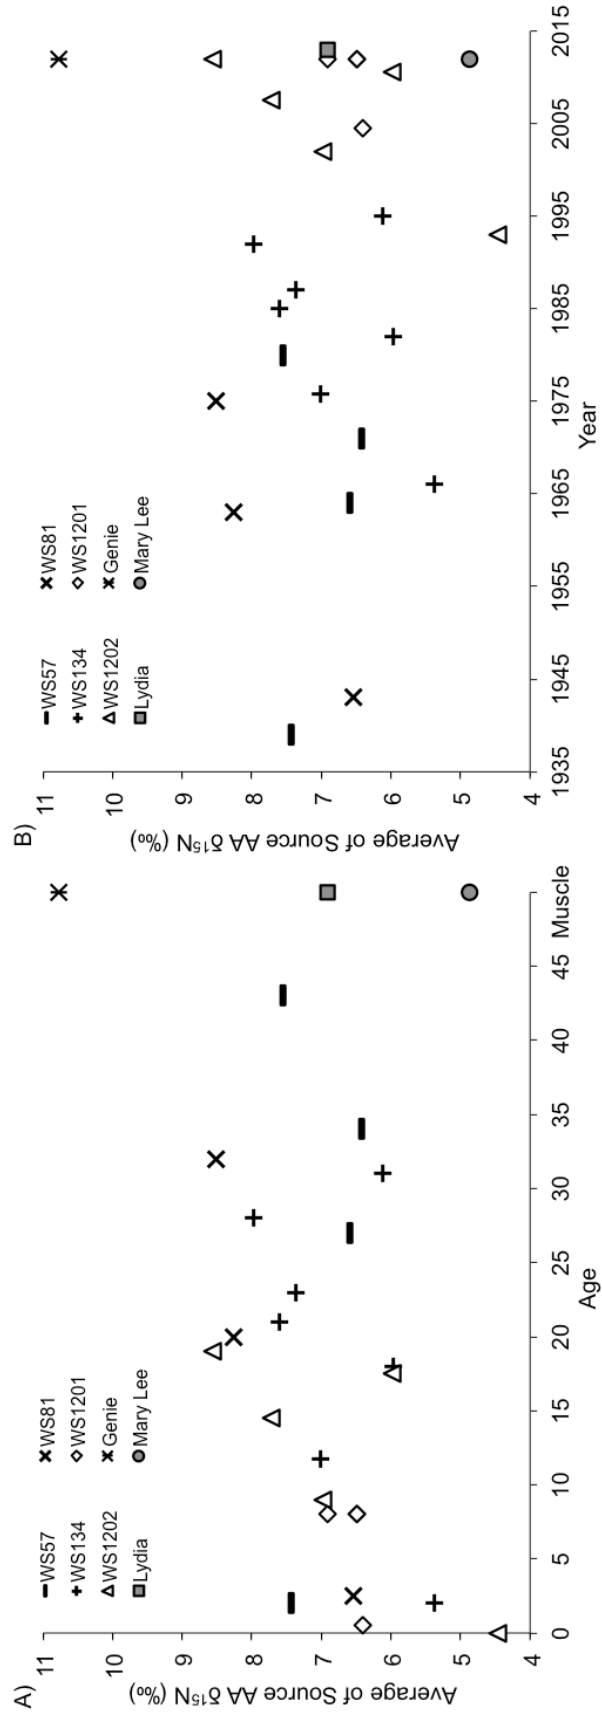 A)
WS57
WS81
WS134
WS1201
WS1202
Genie
Lydia
Mary Lee
11
10
9
8
7
6
5
4
Average of Source AA δ¹⁵N (‰)
0 5 10 15 20 25 30 35 40 45 Muscle
Age
B)
WS57
WS81
WS134
WS1201
WS1202
Genie
Lydia
Mary Lee
11
10
9
8
7
6
5
4
Average of Source AA δ¹⁵N (‰)
1935 1945 1955 1965 1975 1985 1995 2005 2015
Year